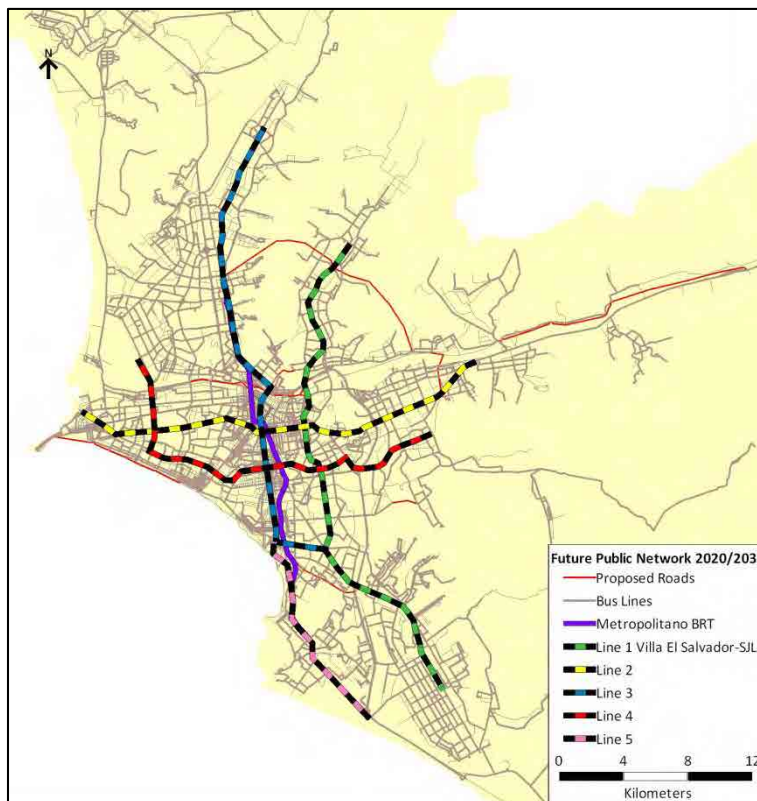 N
Future Public Network 2020/203
Proposed Roads
Bus Lines
Metropolitano BRT
Line 1 Villa El Salvador-SJL
Line 2
Line 3
Line 4
Line 5
0 4 8 12
Kilometers